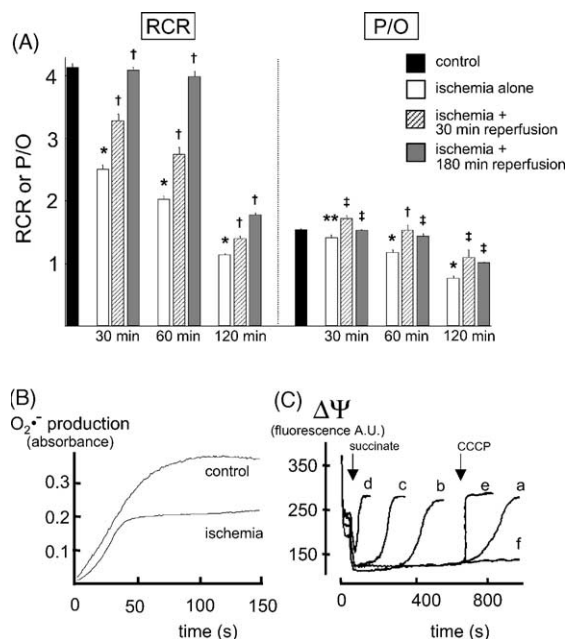 RCR
P/O
(A)
control
ischemia alone
ischemia +
30 min reperfusion
ischemia +
180 min reperfusion
RCR or P/O
4
3
2
1
*
†
†
*
†
†
*
†
†
**
‡
‡
*
†
‡
*
‡
‡
30 min
60 min
120 min
30 min
60 min
120 min
(B)
O₂•⁻ production
(absorbance)
control
ischemia
0.3
0.2
0.1
0
50
100
150
time (s)
(C)
ΔΨ
(fluorescence A.U.)
succinate
CCCP
350
250
150
d
c
b
e
a
f
0
400
800
time (s)